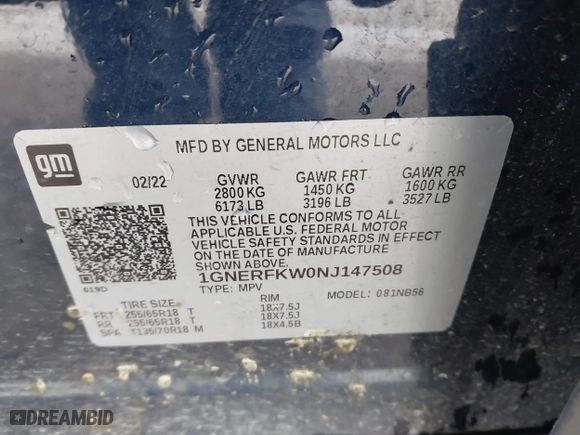 gm
MFD BY GENERAL MOTORS LLC
02/22
GVWR GAWR FRT GAWR RR
2800 KG 1450 KG 1600 KG
6173 LB 3196 LB 3527 LB
THIS VEHICLE CONFORMS TO ALL
APPLICABLE U.S. FEDERAL MOTOR
VEHICLE SAFETY STANDARDS IN EFFECT
ON THE DATE OF MANUFACTURE
SHOWN ABOVE.
1GNERFKW0NJ147508
619D
TYPE: MPV MODEL: 081NB56
TIRE SIZE RIM
FRT 255/65R18 T 18X7.5J
RR 255/65R18 T 18X7.5J
SPA T135/70R18 M 18X4.5B
DREAMBID